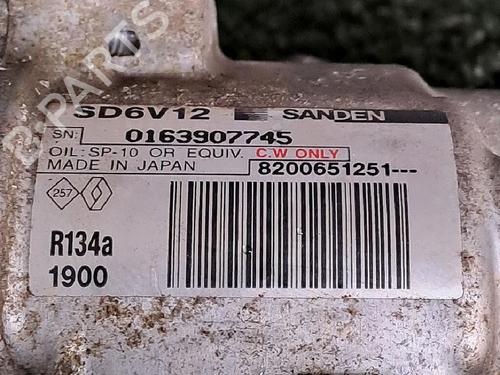 B-PARTS
SD6V12 SANDEN
SN: 0163907745
OIL: SP-10 OR EQUIV. C.W ONLY
MADE IN JAPAN 8200651251---
257
R134a
1900